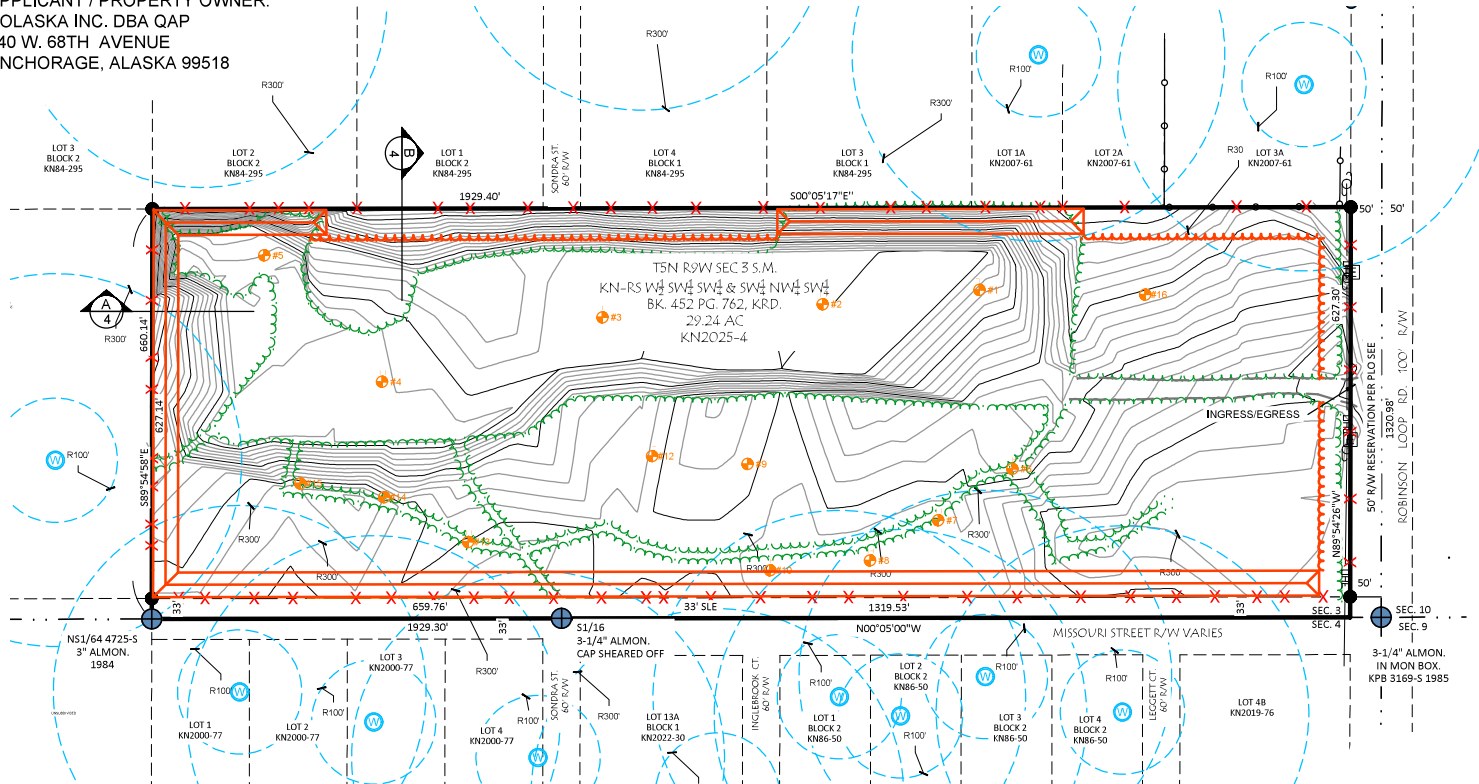 PPLICANT / PROPERTY OWNER:
OLASKA INC. DBA QAP
40 W. 68TH AVENUE
NCHORAGE, ALASKA 99518
R300'
R300'
R300'
R100'
R100'
R30
LOT 3
BLOCK 2
KN84-295
LOT 2
BLOCK 2
KN84-295
B
4
LOT 1
BLOCK 2
KN84-295
SONDRA ST.
60' R/W
LOT 4
BLOCK 1
KN84-295
LOT 3
BLOCK 1
KN84-295
LOT 1A
KN2007-61
LOT 2A
KN2007-61
LOT 3A
KN2007-61
W
W
1929.40'
S00°05'17"E"
50'
50'
#5
T5N R9W SEC 3 S.M.
KN-RS W½ SW¼ SW¼ & SW¼ NW¼ SW¼
BK. 452 PG. 762, KRD.
29.24 AC
KN2025-4
#3
#2
#1
#16
A
4
R300'
660.14'
627.14'
S89°54'58"E
#4
627.30'
INGRESS/EGRESS
50' R/W RESERVATION PER PLO SEE
1320.98'
ROBINSON LOOP RD. 100' R/W
N89°54'26"W'
W
R100'
#12
#9
#14
#7
#8
R300'
R300'
R300'
R300'
R300'
R300'
R300'
50'
33'
659.76'
33' SLE
1319.53'
33'
1929.30'
33'
N00°05'00"W
SEC. 3
SEC. 4
SEC. 10
SEC. 9
MISSOURI STREET R/W VARIES
NS1/64 4725-S
3" ALMON.
1984
S1/16
3-1/4" ALMON.
CAP SHEARED OFF
3-1/4" ALMON.
IN MON BOX.
KPB 3169-S 1985
R100'
W
LOT 3
KN2000-77
R100'
W
R300'
R100'
W
SONDRA ST.
60' R/W
R300'
INGLEBROOK CT.
60' R/W
R100'
W
LOT 2
BLOCK 2
KN86-50
W
R100'
R100'
W
R100'
W
LEGGETT CT.
60' R/W
LOT 1
KN2000-77
LOT 2
KN2000-77
LOT 4
KN2000-77
LOT 13A
BLOCK 1
KN2022-30
LOT 1
BLOCK 2
KN86-50
LOT 3
BLOCK 2
KN86-50
LOT 4
BLOCK 2
KN86-50
LOT 4B
KN2019-76